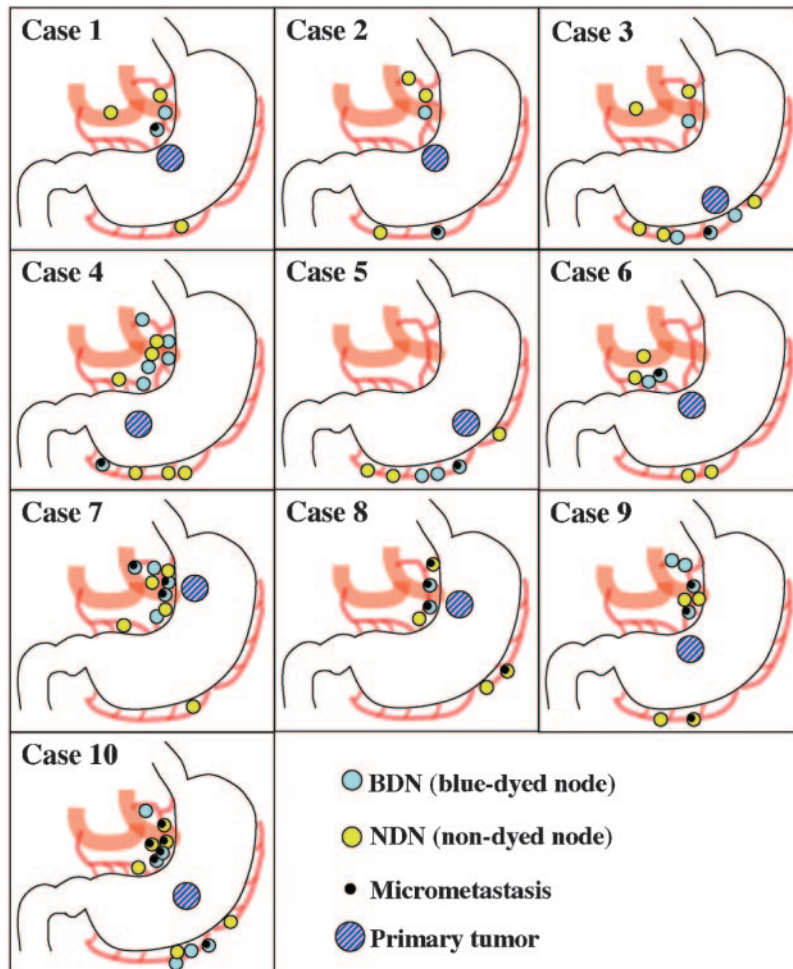 Case 1
Case 2
Case 3
Case 4
Case 5
Case 6
Case 7
Case 8
Case 9
Case 10
BDN (blue-dyed node)
NDN (non-dyed node)
Micrometastasis
Primary tumor